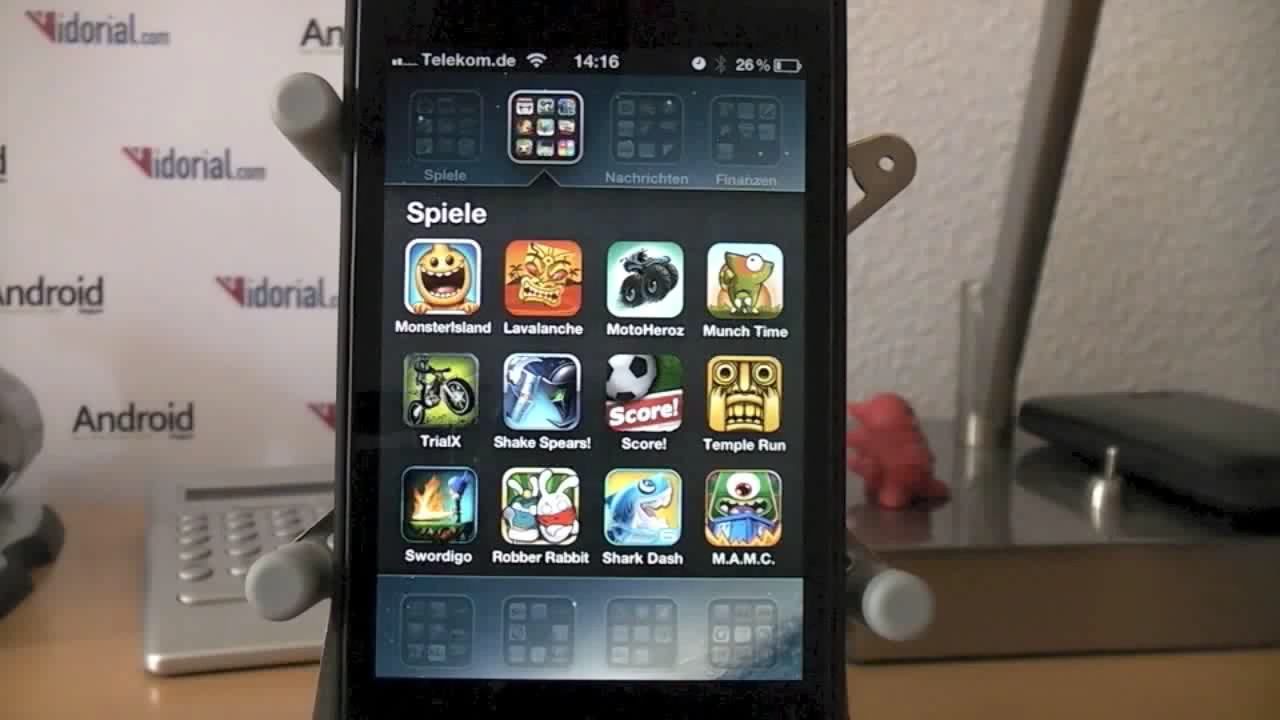 Vidorial.com
An
Telekom.de 14:16 26%
Vidorial.com
Spiele Nachrichten Finanzen
Spiele
Android
Vidorial
MonsterIsland Lavalanche MotoHeroz Munch Time
Android
Score!
TrialX Shake Spears! Score! Temple Run
Swordigo Robber Rabbit Shark Dash M.A.M.C.